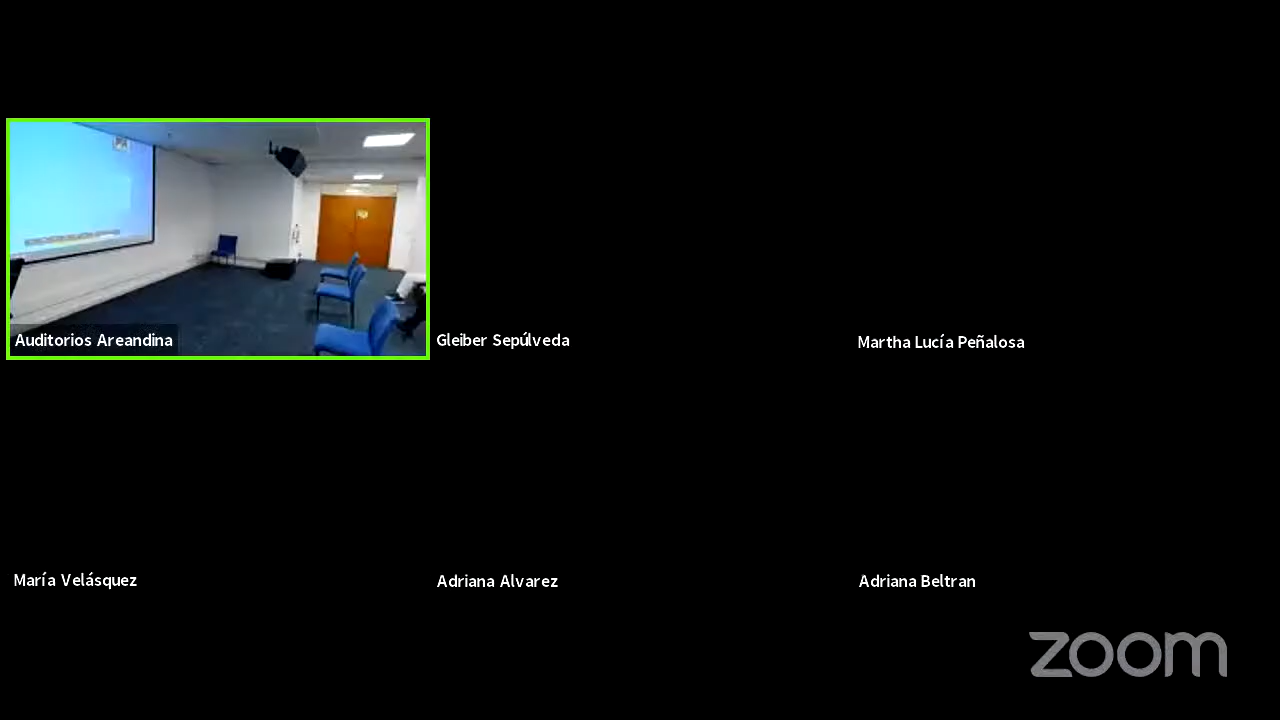 Auditorios Areandina
Gleiber Sepúlveda
Martha Lucía Peñalosa
María Velásquez
Adriana Alvarez
Adriana Beltran
zoom